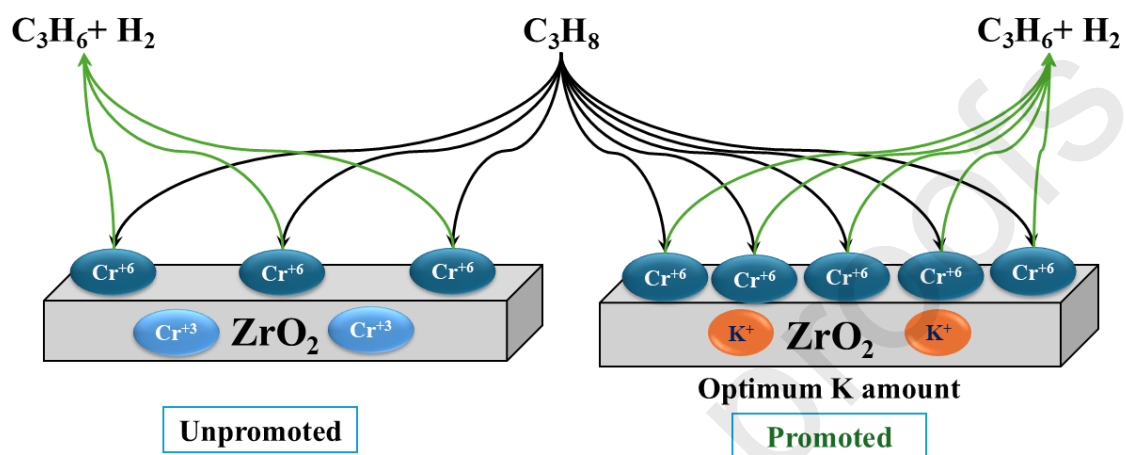 C₃H₆+ H₂
C₃H₈
C₃H₆+ H₂
Cr⁺⁶
Cr⁺⁶
Cr⁺⁶
Cr⁺⁶
Cr⁺⁶
Cr⁺⁶
Cr⁺⁶
Cr⁺⁶
Cr⁺³
ZrO₂
Cr⁺³
K⁺
ZrO₂
K⁺
Optimum K amount
Unpromoted
Promoted
proofs